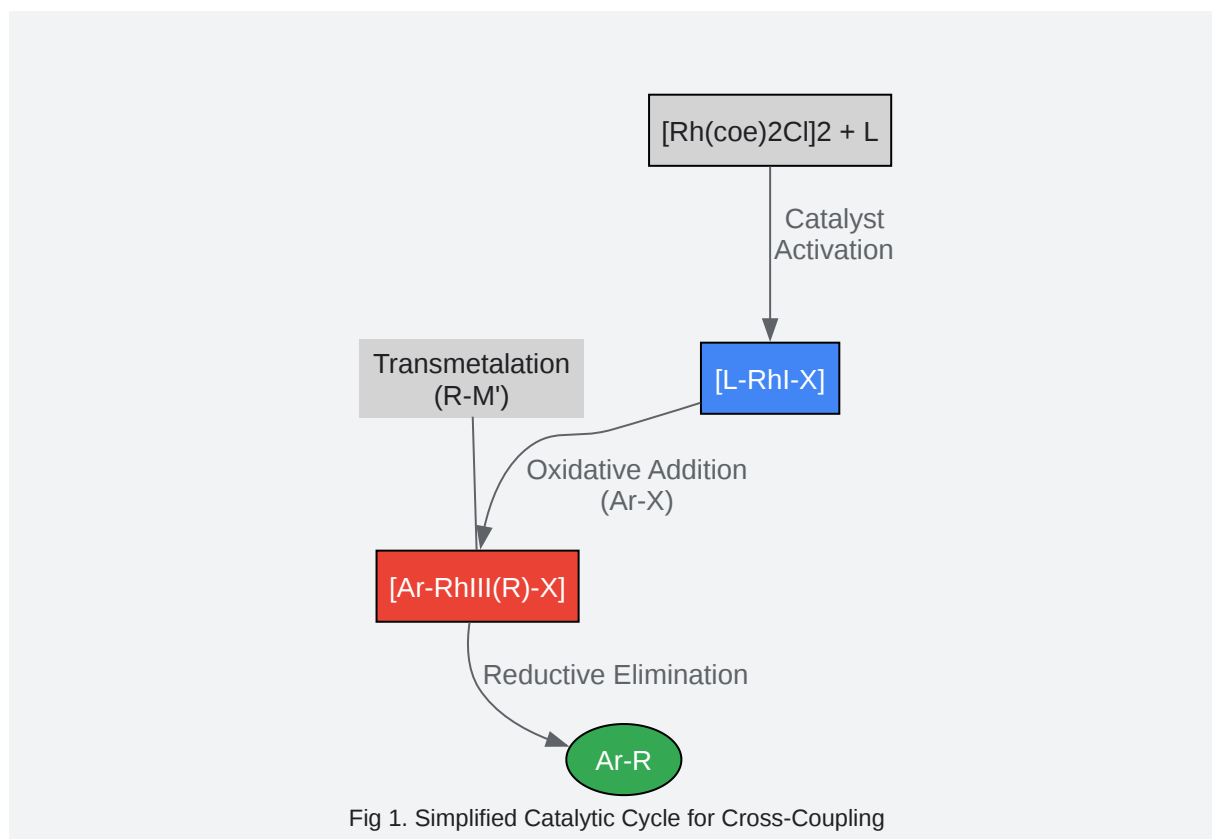 [Rh(coe)2Cl]2 + L
Catalyst
Activation
Transmetalation
(R-M')
[L-RhI-X]
Oxidative Addition
(Ar-X)
[Ar-RhIII(R)-X]
Reductive Elimination
Ar-R
Fig 1. Simplified Catalytic Cycle for Cross-Coupling